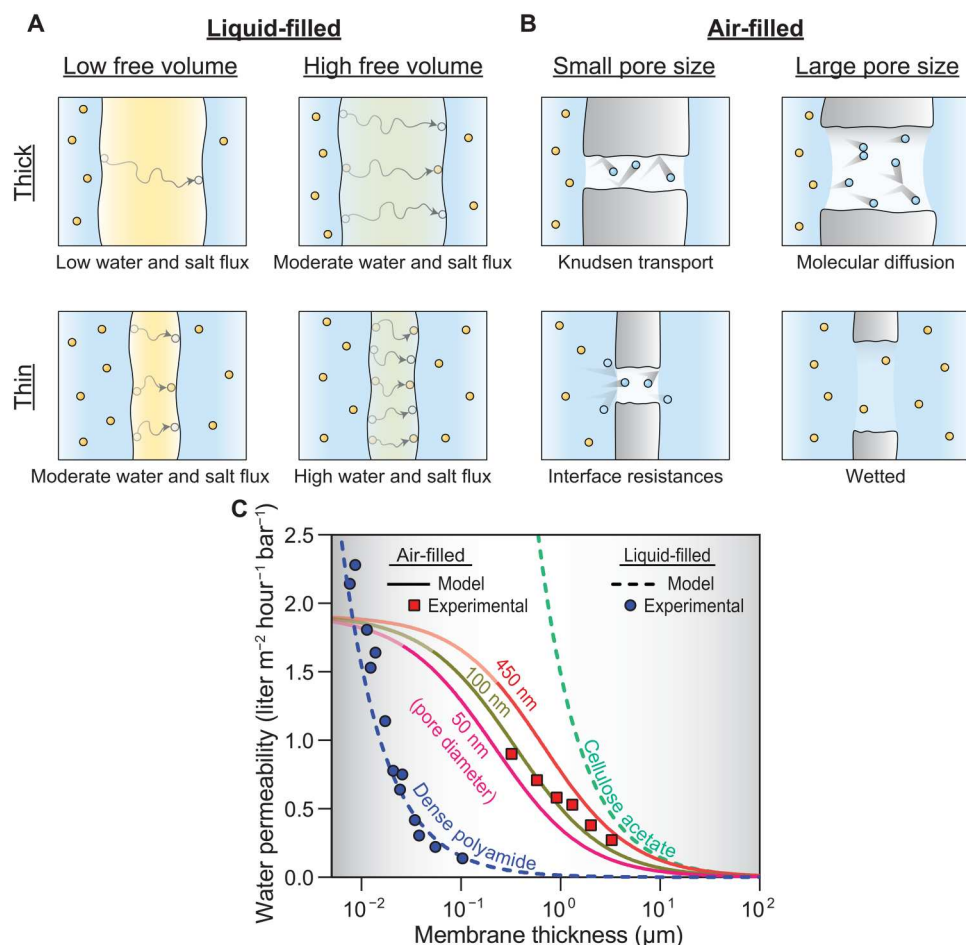 A
Liquid-filled
B
Air-filled
Low free volume
High free volume
Small pore size
Large pore size
Thick
Low water and salt flux
Moderate water and salt flux
Knudsen transport
Molecular diffusion
Thin
Moderate water and salt flux
High water and salt flux
Interface resistances
Wetted
C
Water permeability (liter m⁻² hour⁻¹ bar⁻¹)
2.5
2.0
1.5
1.0
0.5
0.0
Air-filled
Model
Experimental
Liquid-filled
Model
Experimental
450 nm
100 nm
50 nm
(pore diameter)
Dense polyamide
Cellulose acetate
10⁻²
10⁻¹
10⁰
10¹
10²
Membrane thickness (μm)